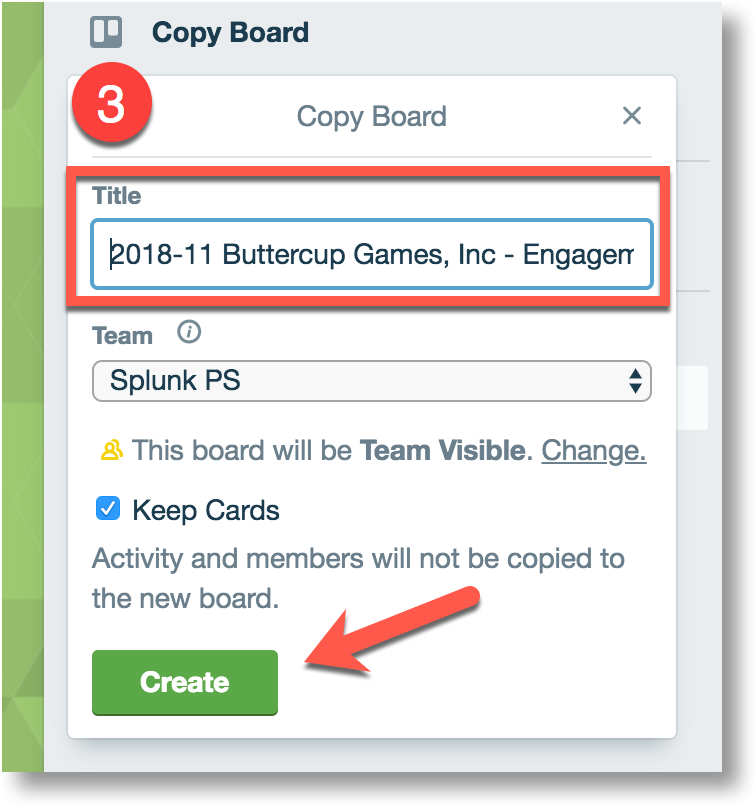 Copy Board
3
Copy Board
Title
2018-11 Buttercup Games, Inc - Engagem
Team
Splunk PS
This board will be Team Visible. Change.
Keep Cards
Activity and members will not be copied to
the new board.
Create